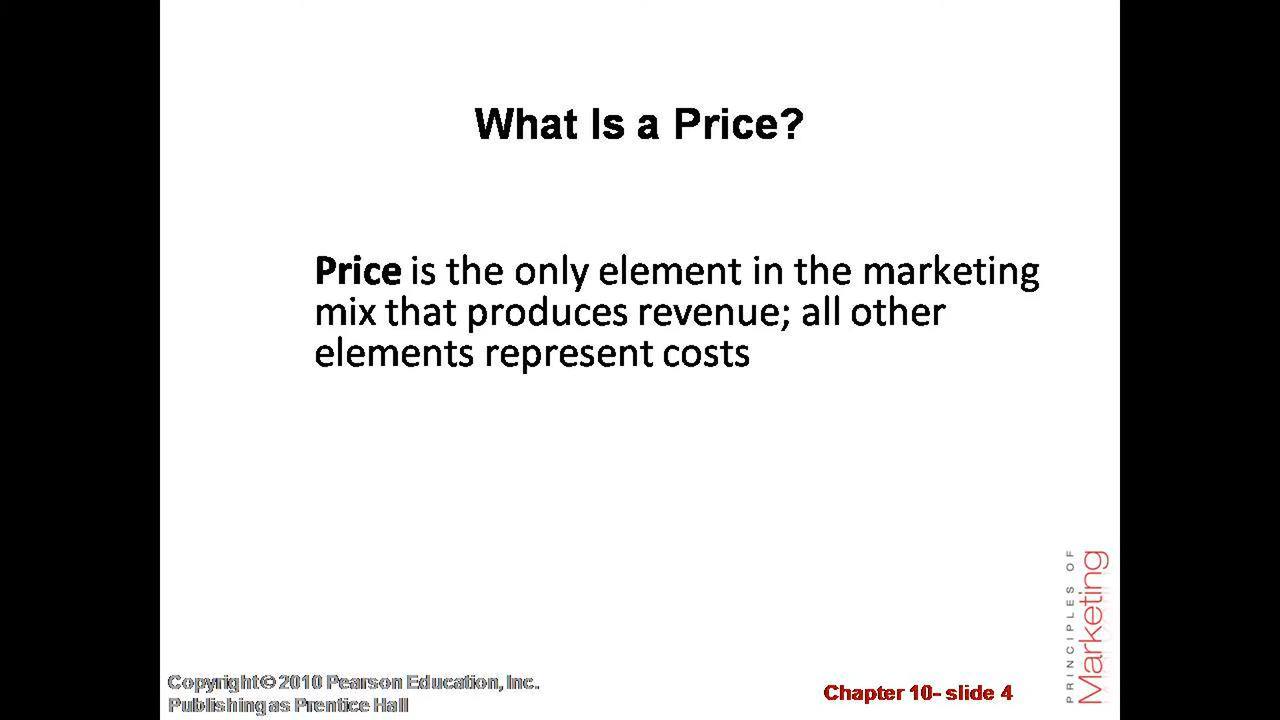 What Is a Price?
Price is the only element in the marketing
mix that produces revenue; all other
elements represent costs
PRINCIPLES OF
Marketing
Copyright © 2010 Pearson Education, Inc.
Publishing as Prentice Hall
Chapter 10- slide 4